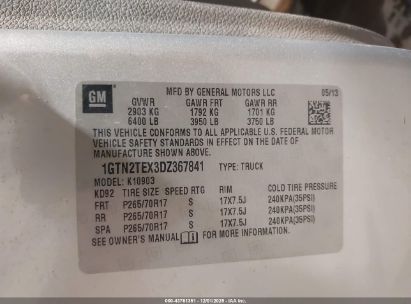 MFD BY GENERAL MOTORS LLC 05/13
GM
GVWR GAWR FRT GAWR RR
2903 KG 1792 KG 1701 KG
6400 LB 3950 LB 3750 LB
THIS VEHICLE CONFORMS TO ALL APPLICABLE U.S. FEDERAL MOTOR
VEHICLE SAFETY STANDARDS IN EFFECT ON THE DATE OF
MANUFACTURE SHOWN ABOVE.
1GTN2TEX3DZ367841 TYPE: TRUCK
MODEL: K10903
KD92 TIRE SIZE SPEED RTG RIM COLD TIRE PRESSURE
FRT P265/70R17 S 17X7.5J 240KPA(35PSI)
RR P265/70R17 S 17X7.5J 240KPA(35PSI)
SPA P265/70R17 S 17X7.5J 240KPA(35PSI)
SEE OWNER'S MANUAL FOR MORE INFORMATION.